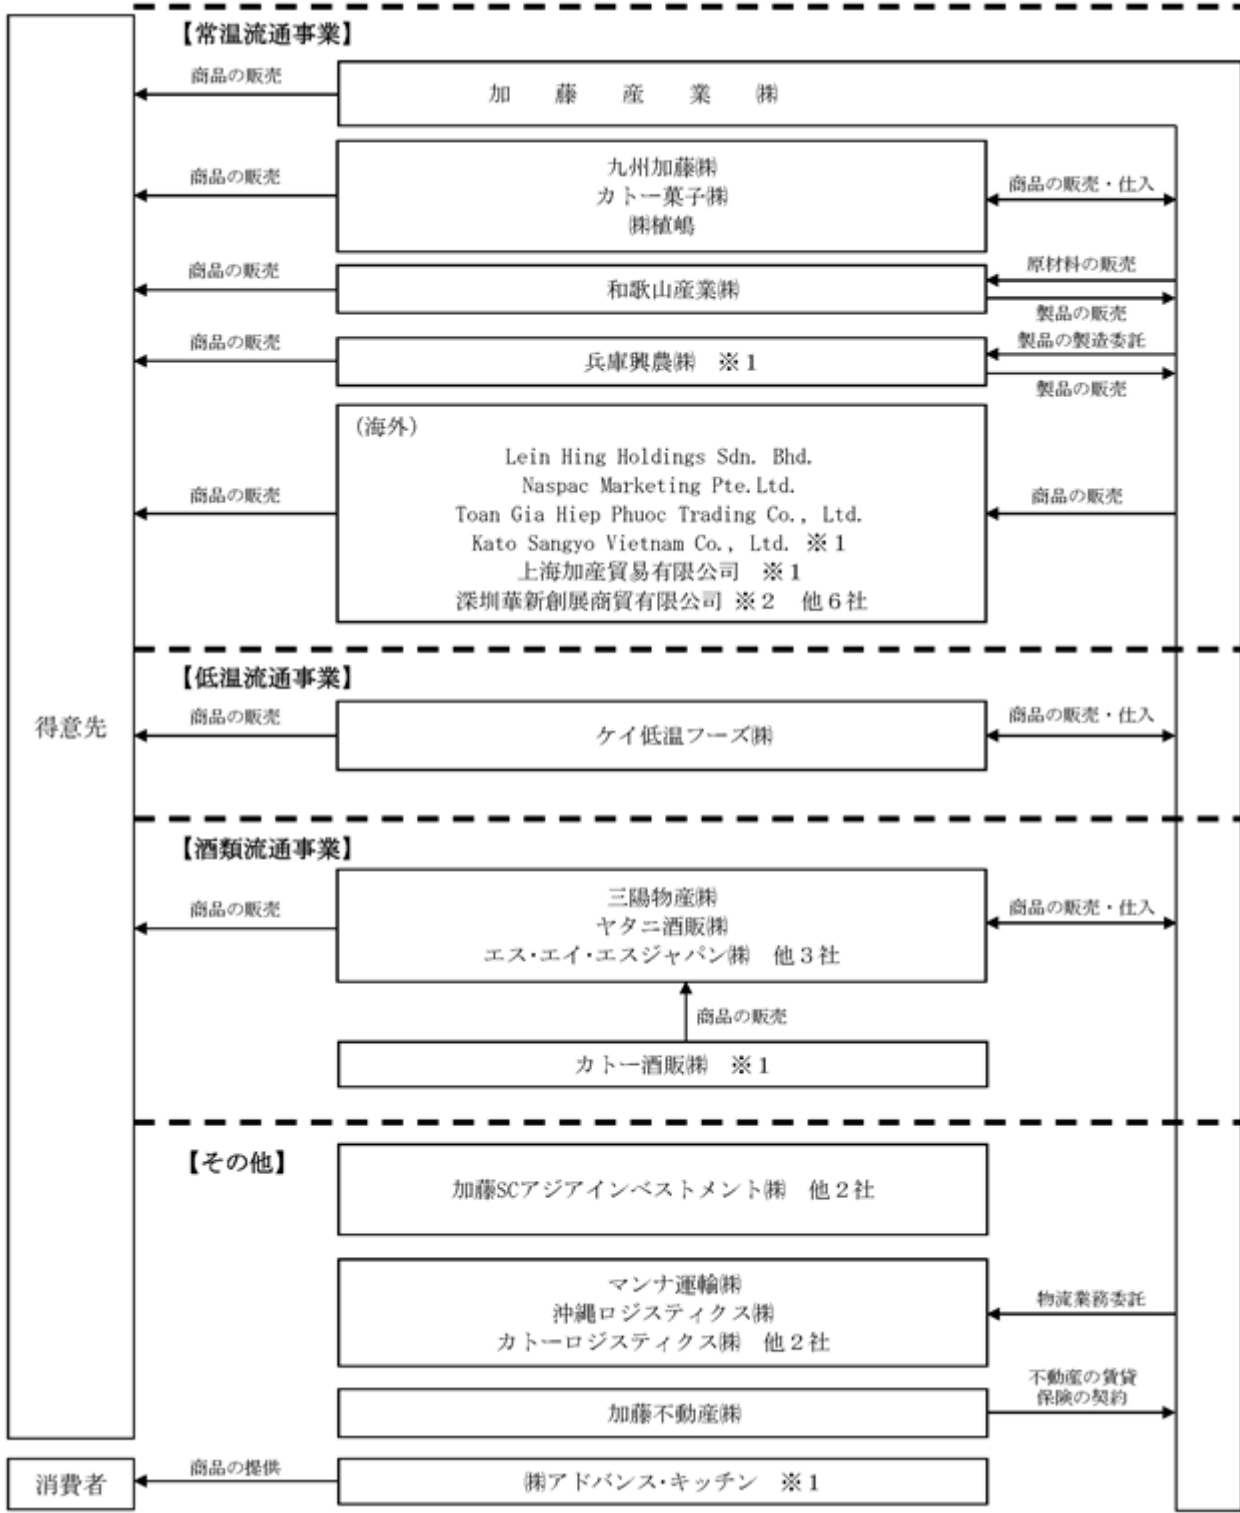 【常温流通事業】
商品の販売
加藤産業㈱
商品の販売
九州加藤㈱
カトー菓子㈱
㈱植嶋
商品の販売・仕入
商品の販売
和歌山産業㈱
原材料の販売
製品の販売
商品の販売
兵庫興農㈱ ※1
製品の製造委託
製品の販売
(海外)
Lein Hing Holdings Sdn. Bhd.
Naspac Marketing Pte.Ltd.
Toan Gia Hiep Phuoc Trading Co., Ltd.
Kato Sangyo Vietnam Co., Ltd. ※1
上海加産貿易有限公司 ※1
深圳華新創展商貿有限公司 ※2 他6社
商品の販売
商品の販売
【低温流通事業】
得意先
商品の販売
ケイ低温フーズ㈱
商品の販売・仕入
【酒類流通事業】
商品の販売
三陽物産㈱
ヤタニ酒販㈱
エス・エイ・エスジャパン㈱ 他3社
商品の販売・仕入
商品の販売
カトー酒販㈱ ※1
【その他】
加藤SCアジアインベストメント㈱ 他2社
マンナ運輸㈱
沖縄ロジスティクス㈱
カトーロジスティクス㈱ 他2社
物流業務委託
加藤不動産㈱
不動産の賃貸
保険の契約
消費者
商品の提供
㈱アドバンス・キッチン ※1